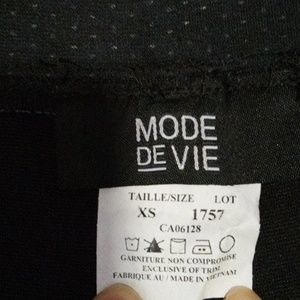 MODE
DE VIE
TAILLE/SIZE LOT
XS 1757
CA06128
GARNITURE NON COMPRISE
EXCLUSIVE OF TRIM
FABRIQUE AU / MADE IN VIETNAM